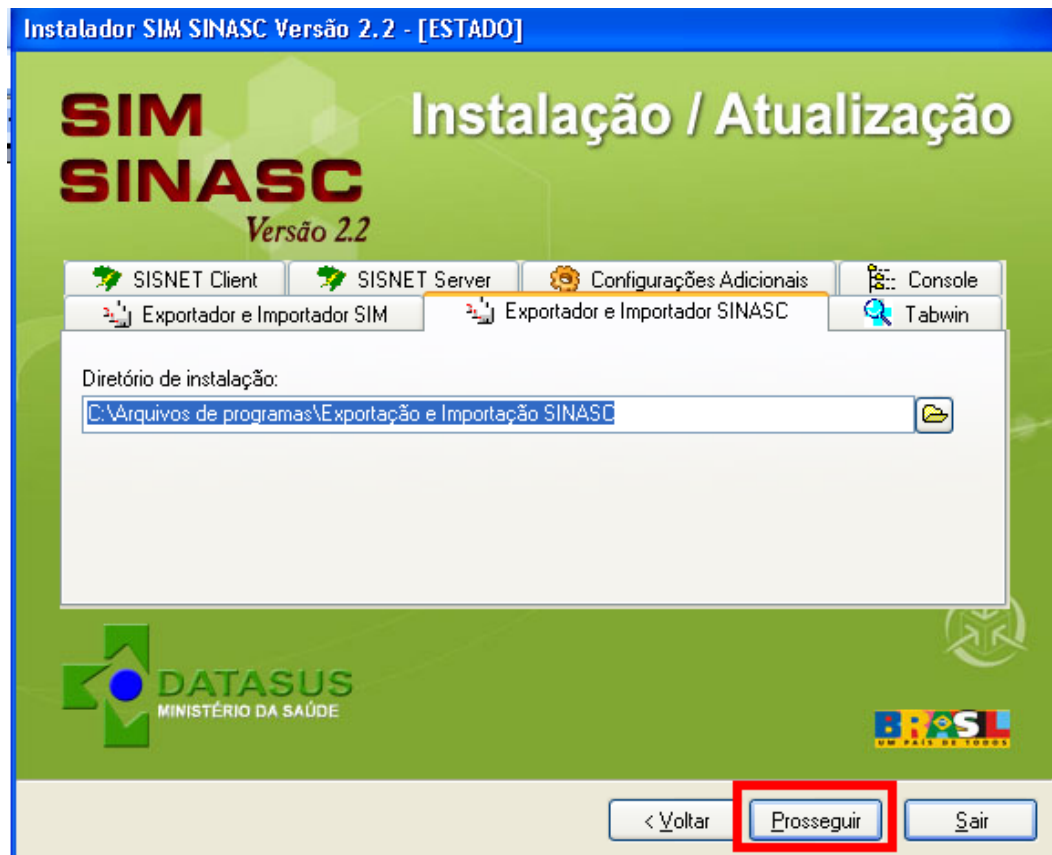 Instalador SIM SINASC Versão 2.2 - [ESTADO]
SIM
SINASC
Versão 2.2
Instalação / Atualização
SISNET Client
SISNET Server
Configurações Adicionais
Console
Exportador e Importador SIM
Exportador e Importador SINASC
Tabwin
Diretório de instalação:
C:\Arquivos de programas\Exportação e Importação SINASC
DATASUS
MINISTÉRIO DA SAÚDE
BRASIL
UM PAÍS DE TODOS
< Voltar
Prosseguir
Sair